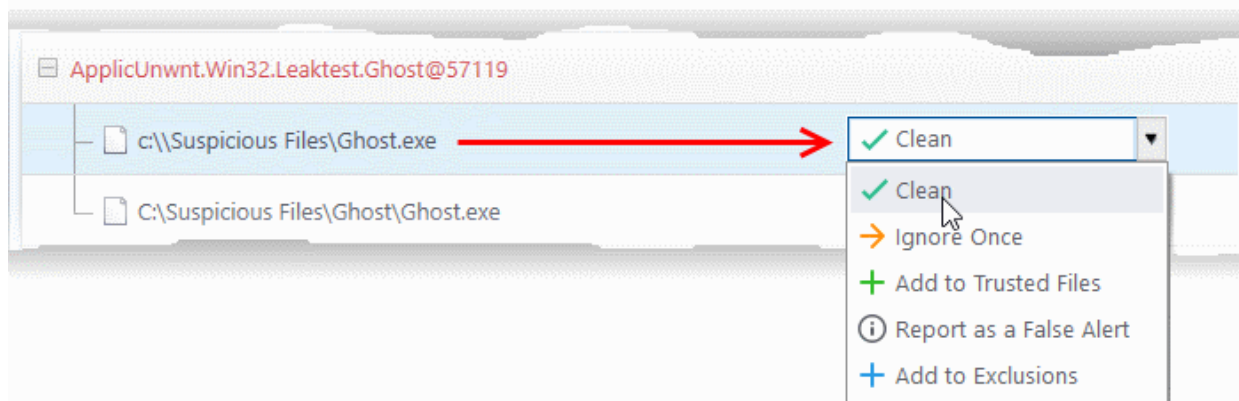 ApplicUnwnt.Win32.Leaktest.Ghost@57119
c:\\Suspicious Files\Ghost.exe
Clean
C:\Suspicious Files\Ghost\Ghost.exe
Clean
Ignore Once
Add to Trusted Files
Report as a False Alert
Add to Exclusions